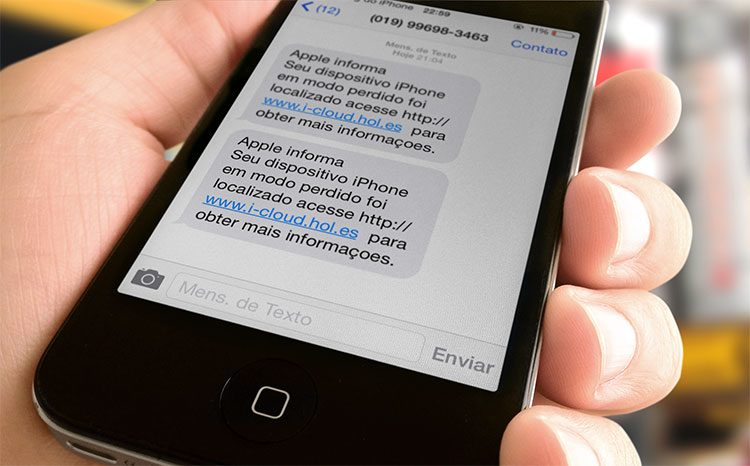 do iPhone 22:59 11%
(12) (019) 99698-3463 Contato
Mens. de Texto
Hoje 21:04
Apple informa
Seu dispositivo iPhone
em modo perdido foi
localizado acesse http://
www.i-cloud.hol.es para
obter mais informaçoes.
Apple informa
Seu dispositivo iPhone
em modo perdido foi
localizado acesse http://
www.i-cloud.hol.es para
obter mais informaçoes.
Mens. de Texto
Enviar